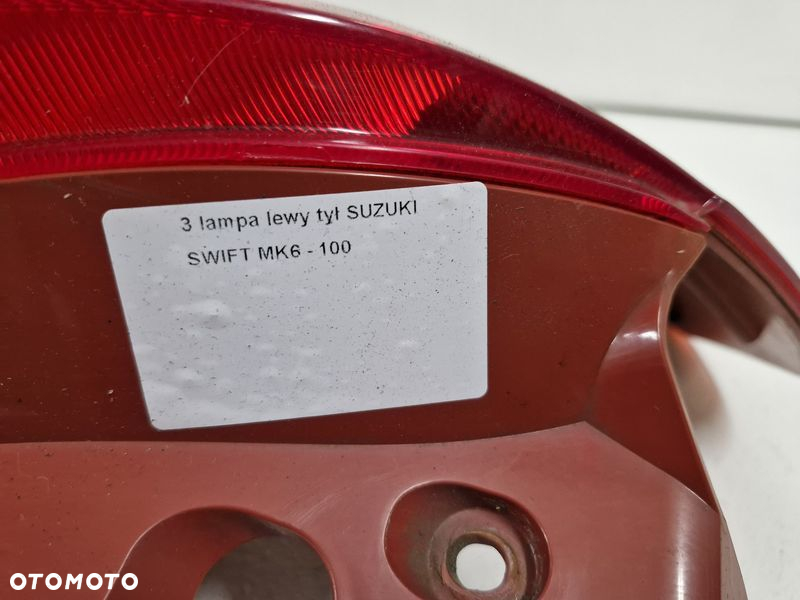 3 lampa lewy tył SUZUKI
SWIFT MK6 - 100
OTOMOTO